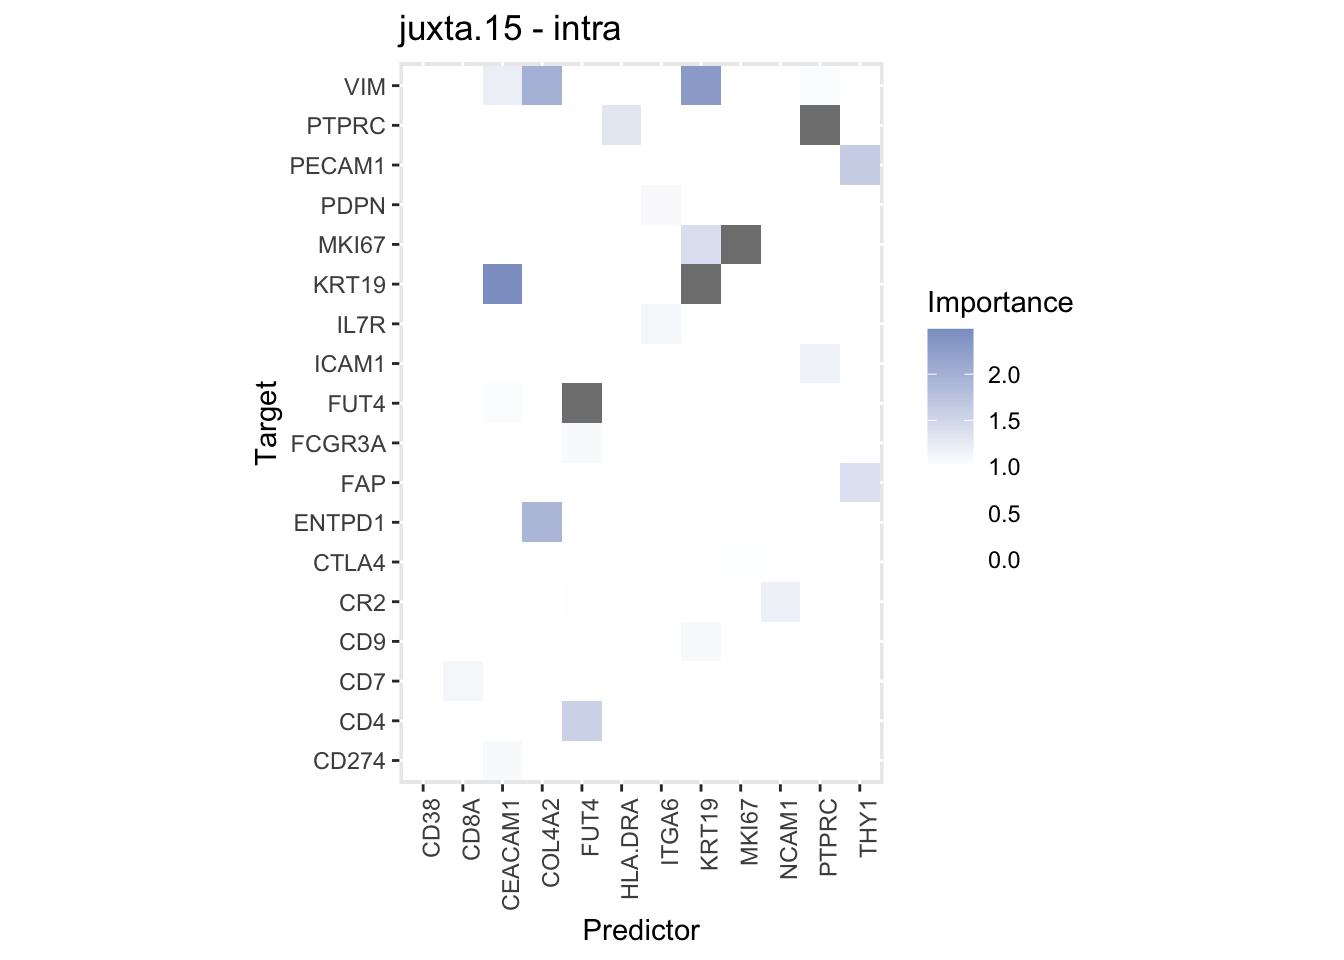 juxta.15 - intra
VIM
PTPRC
PECAM1
PDPN
MKI67
KRT19
IL7R
ICAM1
FUT4
FCGR3A
FAP
ENTPD1
CTLA4
CR2
CD9
CD7
CD4
CD274
Target
CD38
CD8A
CEACAM1
COL4A2
FUT4
HLA.DRA
ITGA6
KRT19
MKI67
NCAM1
PTPRC
THY1
Predictor
Importance
2.0
1.5
1.0
0.5
0.0